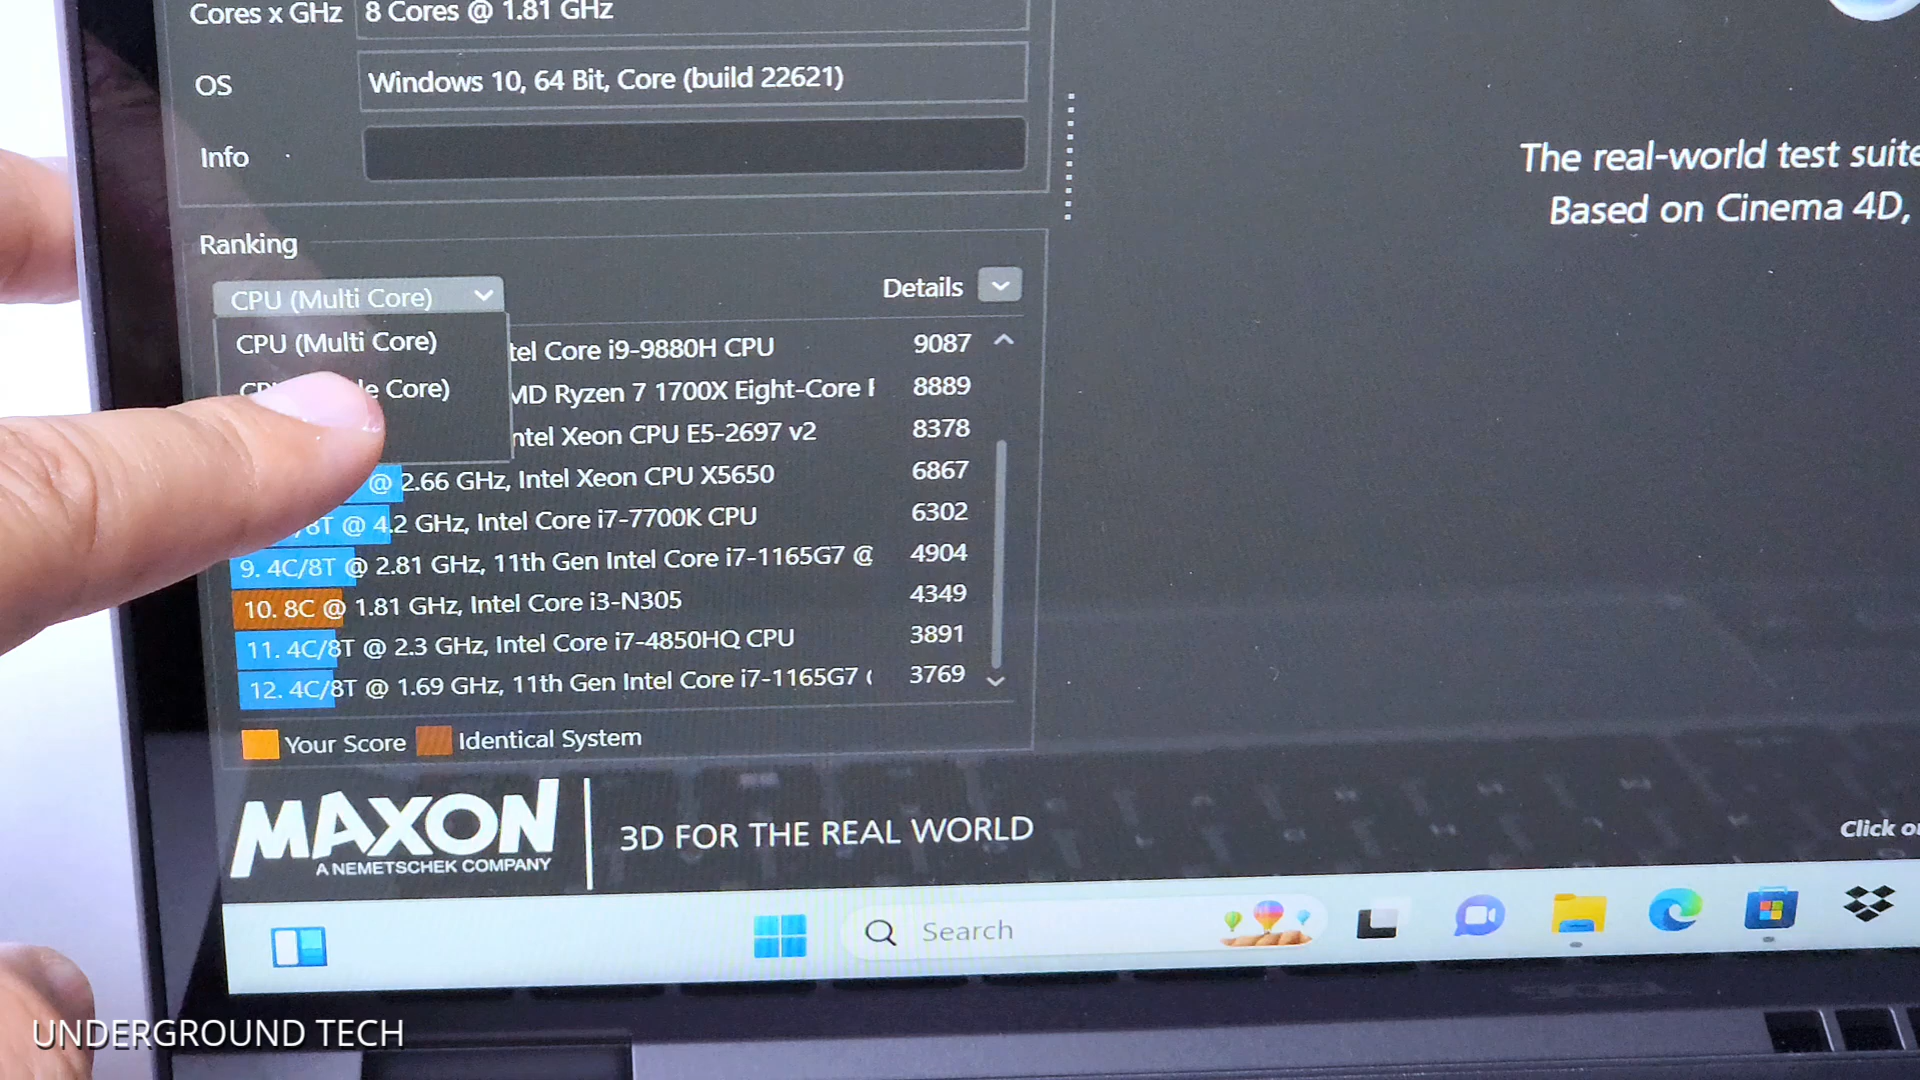 Cores x GHz 8 Cores @ 1.81 GHz
OS Windows 10, 64 Bit, Core (build 22621)
Info
The real-world test suite
Based on Cinema 4D,
Ranking
CPU (Multi Core)
Details
CPU (Multi Core)
Core)
tel Core i9-9880H CPU 9087
MD Ryzen 7 1700X Eight-Core 8889
ntel Xeon CPU E5-2697 v2 8378
@ 2.66 GHz, Intel Xeon CPU X5650 6867
/8T @ 4.2 GHz, Intel Core i7-7700K CPU 6302
9. 4C/8T @ 2.81 GHz, 11th Gen Intel Core i7-1165G7 @ 4904
10. 8C @ 1.81 GHz, Intel Core i3-N305 4349
11. 4C/8T @ 2.3 GHz, Intel Core i7-4850HQ CPU 3891
12. 4C/8T @ 1.69 GHz, 11th Gen Intel Core i7-1165G7 ( 3769
Your Score Identical System
MAXON
A NEMETSCHEK COMPANY
3D FOR THE REAL WORLD
Click
Search
UNDERGROUND TECH